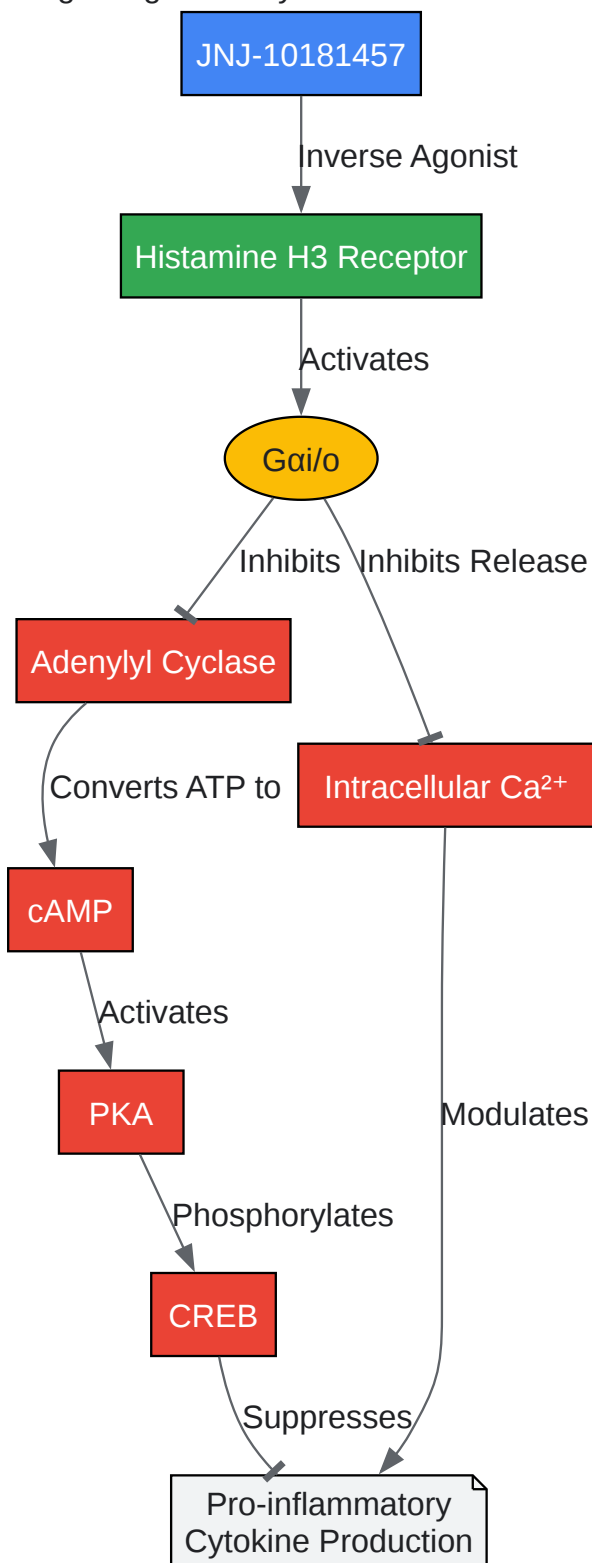 JNJ-10181457
Inverse Agonist
Histamine H3 Receptor
Activates
Gαi/o
Inhibits
Inhibits Release
Adenylyl Cyclase
Converts ATP to
Intracellular Ca²⁺
cAMP
Activates
PKA
Modulates
Phosphorylates
CREB
Suppresses
Pro-inflammatory
Cytokine Production